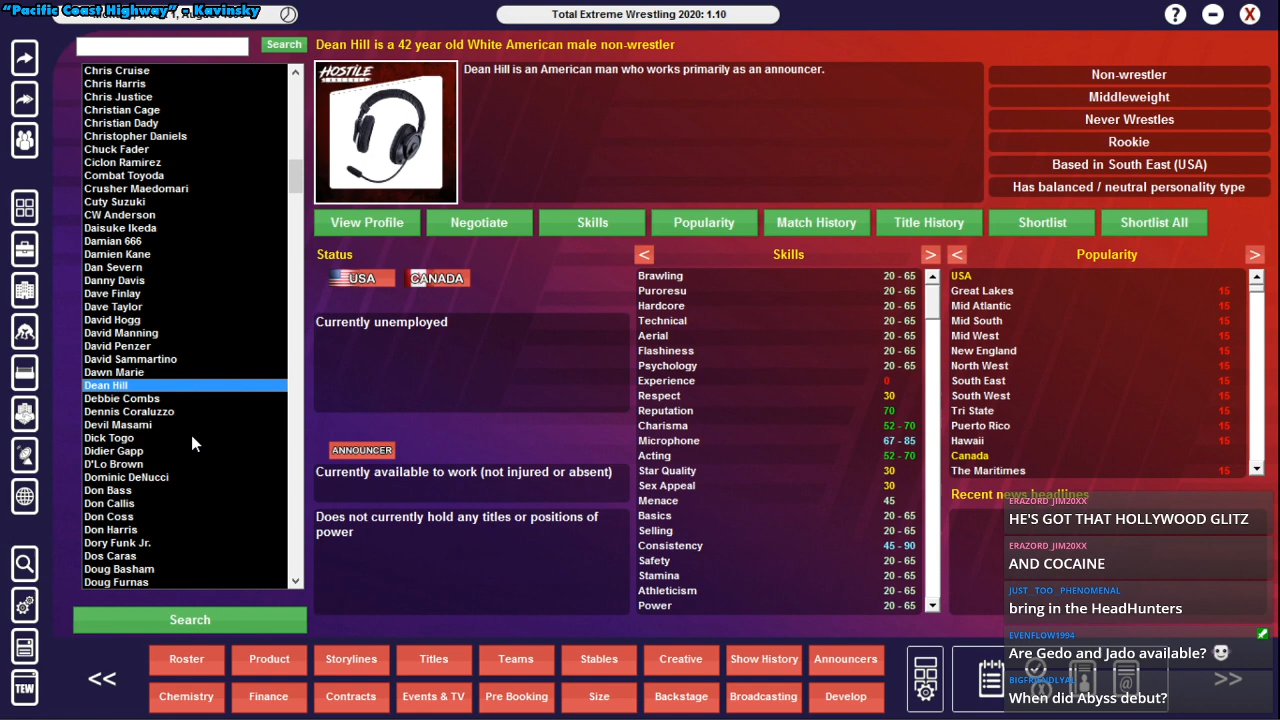 "Pacific Coast Highway" - Kavinsky
Total Extreme Wrestling 2020: 1.10
?
X
Search
Dean Hill is a 42 year old White American male non-wrestler
Chris Cruise
Chris Harris
Chris Justice
Christian Cage
Christian Dady
Christopher Daniels
Chuck Fader
Ciclon Ramirez
Combat Toyoda
Crusher Maedomari
Cuty Suzuki
CW Anderson
Daisuke Ikeda
Damian 666
Damien Kane
Dan Severn
Danny Davis
Dave Finlay
Dave Taylor
David Hogg
David Manning
David Penzer
David Sammartino
Dawn Marie
Dean Hill
Debbie Combs
Dennis Coraluzzo
Devil Masami
Dick Togo
Didier Gapp
D'Lo Brown
Dominic DeNucci
Don Bass
Don Callis
Don Coss
Don Harris
Dory Funk Jr.
Dos Caras
Doug Basham
Doug Furnas
Search
HOSTILE
Dean Hill is an American man who works primarily as an announcer.
Non-wrestler
Middleweight
Never Wrestles
Rookie
Based in South East (USA)
Has balanced / neutral personality type
View Profile
Negotiate
Skills
Popularity
Match History
Title History
Shortlist
Shortlist All
Status
USA
CANADA
Currently unemployed
ANNOUNCER
Currently available to work (not injured or absent)
Does not currently hold any titles or positions of
power
<
Skills
>
Brawling 20 - 65
Puroresu 20 - 65
Hardcore 20 - 65
Technical 20 - 65
Aerial 20 - 65
Flashiness 20 - 65
Psychology 20 - 65
Experience 0
Respect 30
Reputation 70
Charisma 52 - 70
Microphone 67 - 85
Acting 52 - 70
Star Quality 30
Sex Appeal 30
Menace 45
Basics 20 - 65
Selling 20 - 65
Consistency 45 - 90
Safety 20 - 65
Stamina 20 - 65
Athleticism 20 - 65
Power 20 - 65
<
Popularity
>
USA
Great Lakes 15
Mid Atlantic 15
Mid South 15
Mid West 15
New England 15
North West 15
South East 15
South West 15
Tri State 15
Puerto Rico 15
Hawaii 15
Canada
The Maritimes 15
Recent news headlines
ERAZORD_JIM20XX
HE'S GOT THAT HOLLYWOOD GLITZ
ERAZORD_JIM20XX
AND COCAINE
JUST_TOO_PHENOMENAL
bring in the HeadHunters
EVENFLOW1994
Are Gedo and Jado available?
When did Abyss debut?
TEW
<<
Roster
Product
Storylines
Titles
Teams
Stables
Creative
Show History
Announcers
Chemistry
Finance
Contracts
Events & TV
Pre Booking
Size
Contracts
Backstage
Broadcasting
Develop
>>